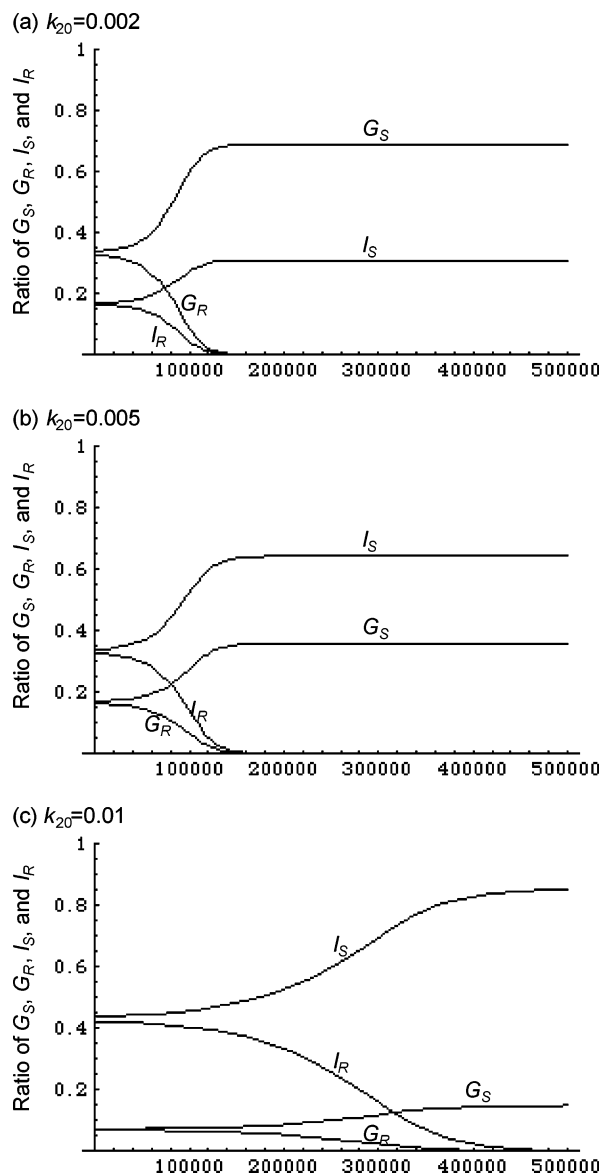 (a) k20=0.002
Ratio of GS, GR, IS, and IR
1
0.8
0.6
0.4
0.2
GS
IS
GR
IR
100000 200000 300000 400000 500000
(b) k20=0.005
Ratio of GS, GR, IS, and IR
1
0.8
0.6
0.4
0.2
IS
GS
IR
GR
100000 200000 300000 400000 500000
(c) k20=0.01
Ratio of GS, GR, IS, and IR
1
0.8
0.6
0.4
0.2
IS
IR
GS
GR
100000 200000 300000 400000 500000